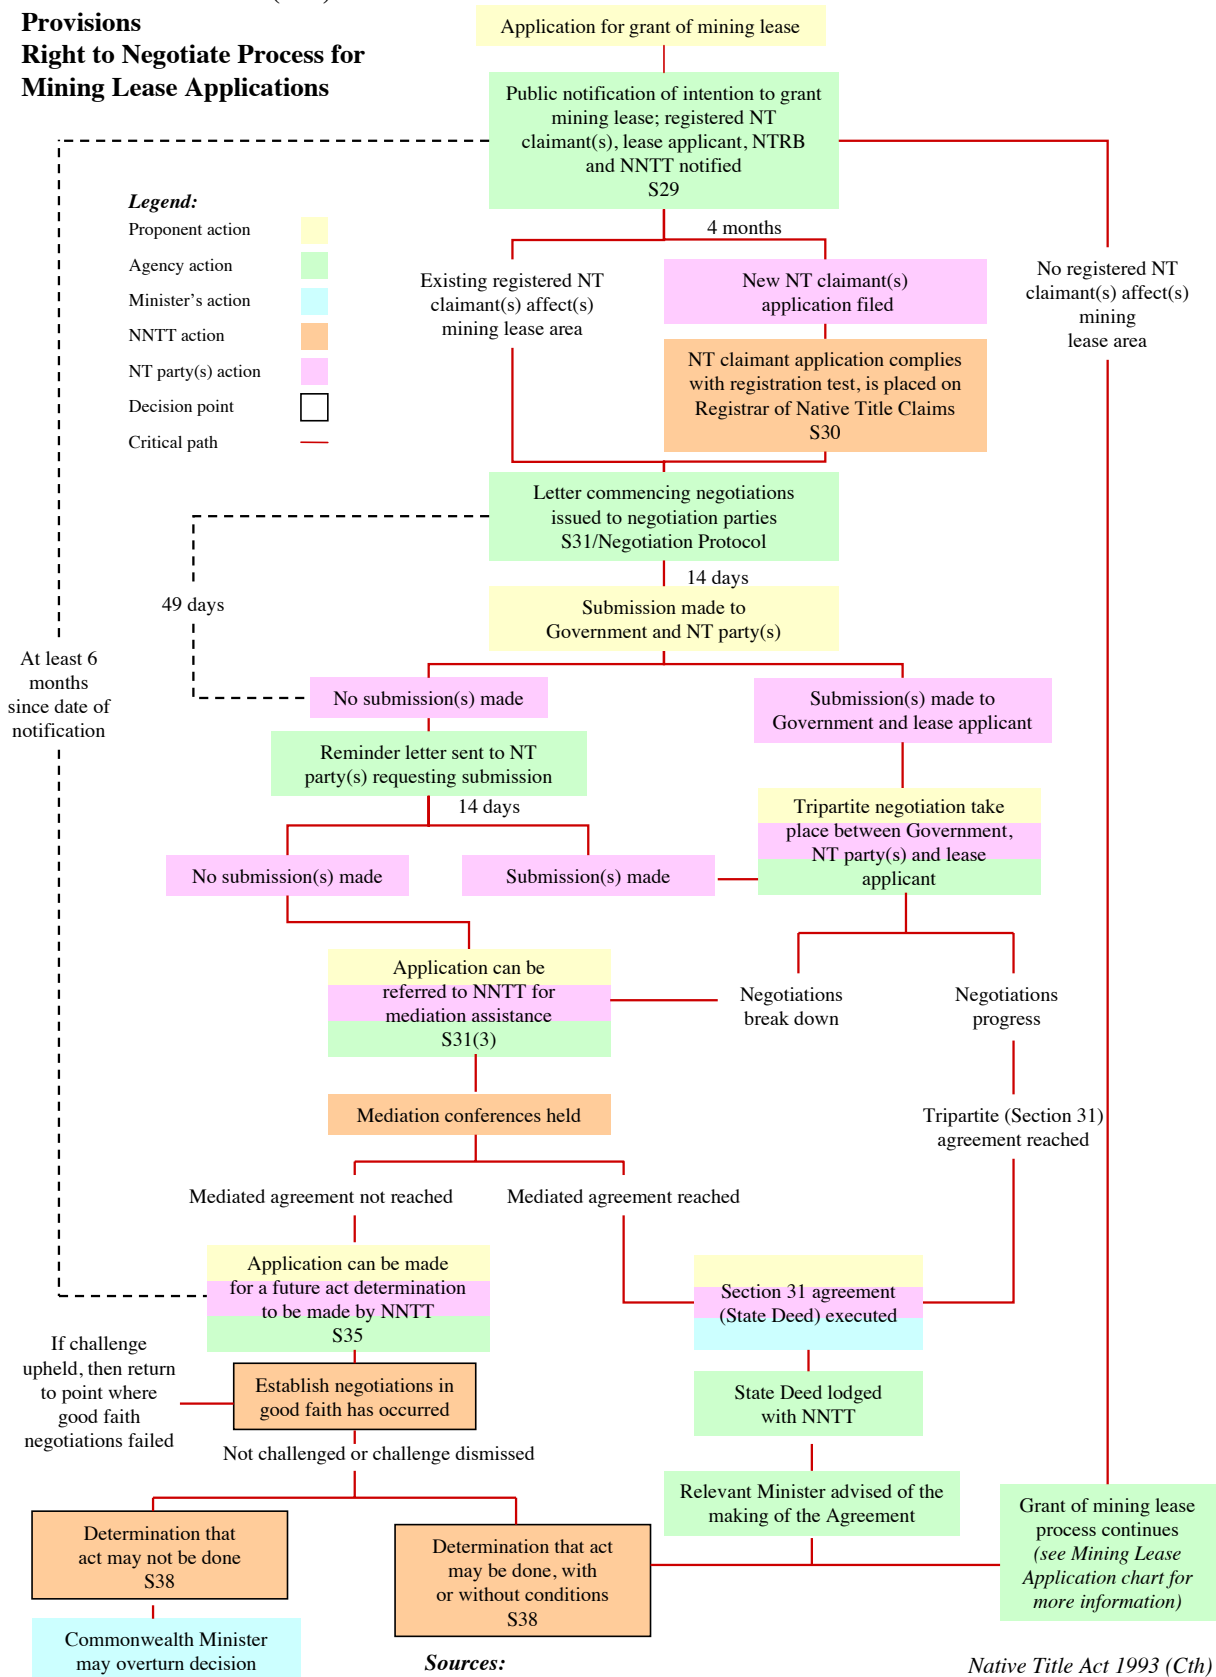 Provisions
Right to Negotiate Process for
Mining Lease Applications
Application for grant of mining lease
Public notification of intention to grant
mining lease; registered NT
claimant(s), lease applicant, NTRB
and NNTT notified
S29
Legend:
Proponent action
Agency action
Minister's action
NNTT action
NT party(s) action
Decision point
Critical path
4 months
Existing registered NT
claimant(s) affect(s)
mining lease area
New NT claimant(s)
application filed
No registered NT
claimant(s) affect(s)
mining
lease area
NT claimant application complies
with registration test, is placed on
Registrar of Native Title Claims
S30
Letter commencing negotiations
issued to negotiation parties
S31/Negotiation Protocol
14 days
49 days
Submission made to
Government and NT party(s)
At least 6
months
since date of
notification
No submission(s) made
Submission(s) made to
Government and lease applicant
Reminder letter sent to NT
party(s) requesting submission
14 days
Tripartite negotiation take
place between Government,
NT party(s) and lease
applicant
No submission(s) made
Submission(s) made
Application can be
referred to NNTT for
mediation assistance
S31(3)
Negotiations
break down
Negotiations
progress
Mediation conferences held
Tripartite (Section 31)
agreement reached
Mediated agreement not reached
Mediated agreement reached
Application can be made
for a future act determination
to be made by NNTT
S35
Section 31 agreement
(State Deed) executed
If challenge
upheld, then return
to point where
good faith
negotiations failed
Establish negotiations in
good faith has occurred
State Deed lodged
with NNTT
Not challenged or challenge dismissed
Relevant Minister advised of the
making of the Agreement
Grant of mining lease
process continues
(see Mining Lease
Application chart for
more information)
Determination that
act may not be done
S38
Determination that act
may be done, with
or without conditions
S38
Commonwealth Minister
may overturn decision
Sources:
Native Title Act 1993 (Cth)